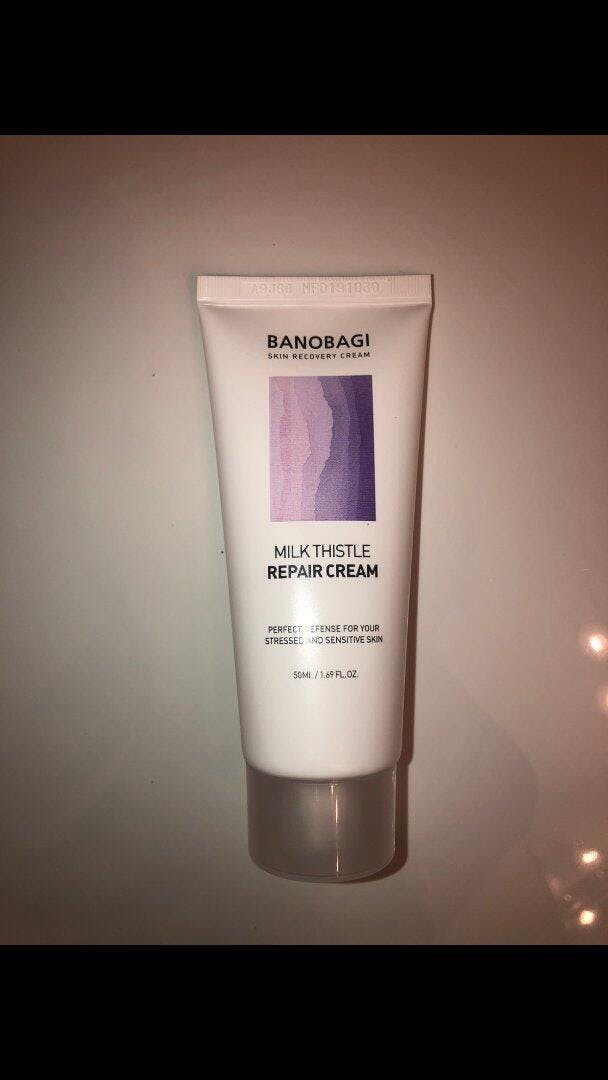 MFD191030
BANOBAGI
SKIN RECOVERY CREAM
MILK THISTLE
REPAIR CREAM
PERFECT DEFENSE FOR YOUR
STRESSED AND SENSITIVE SKIN
50ML / 1.69 FL.OZ.